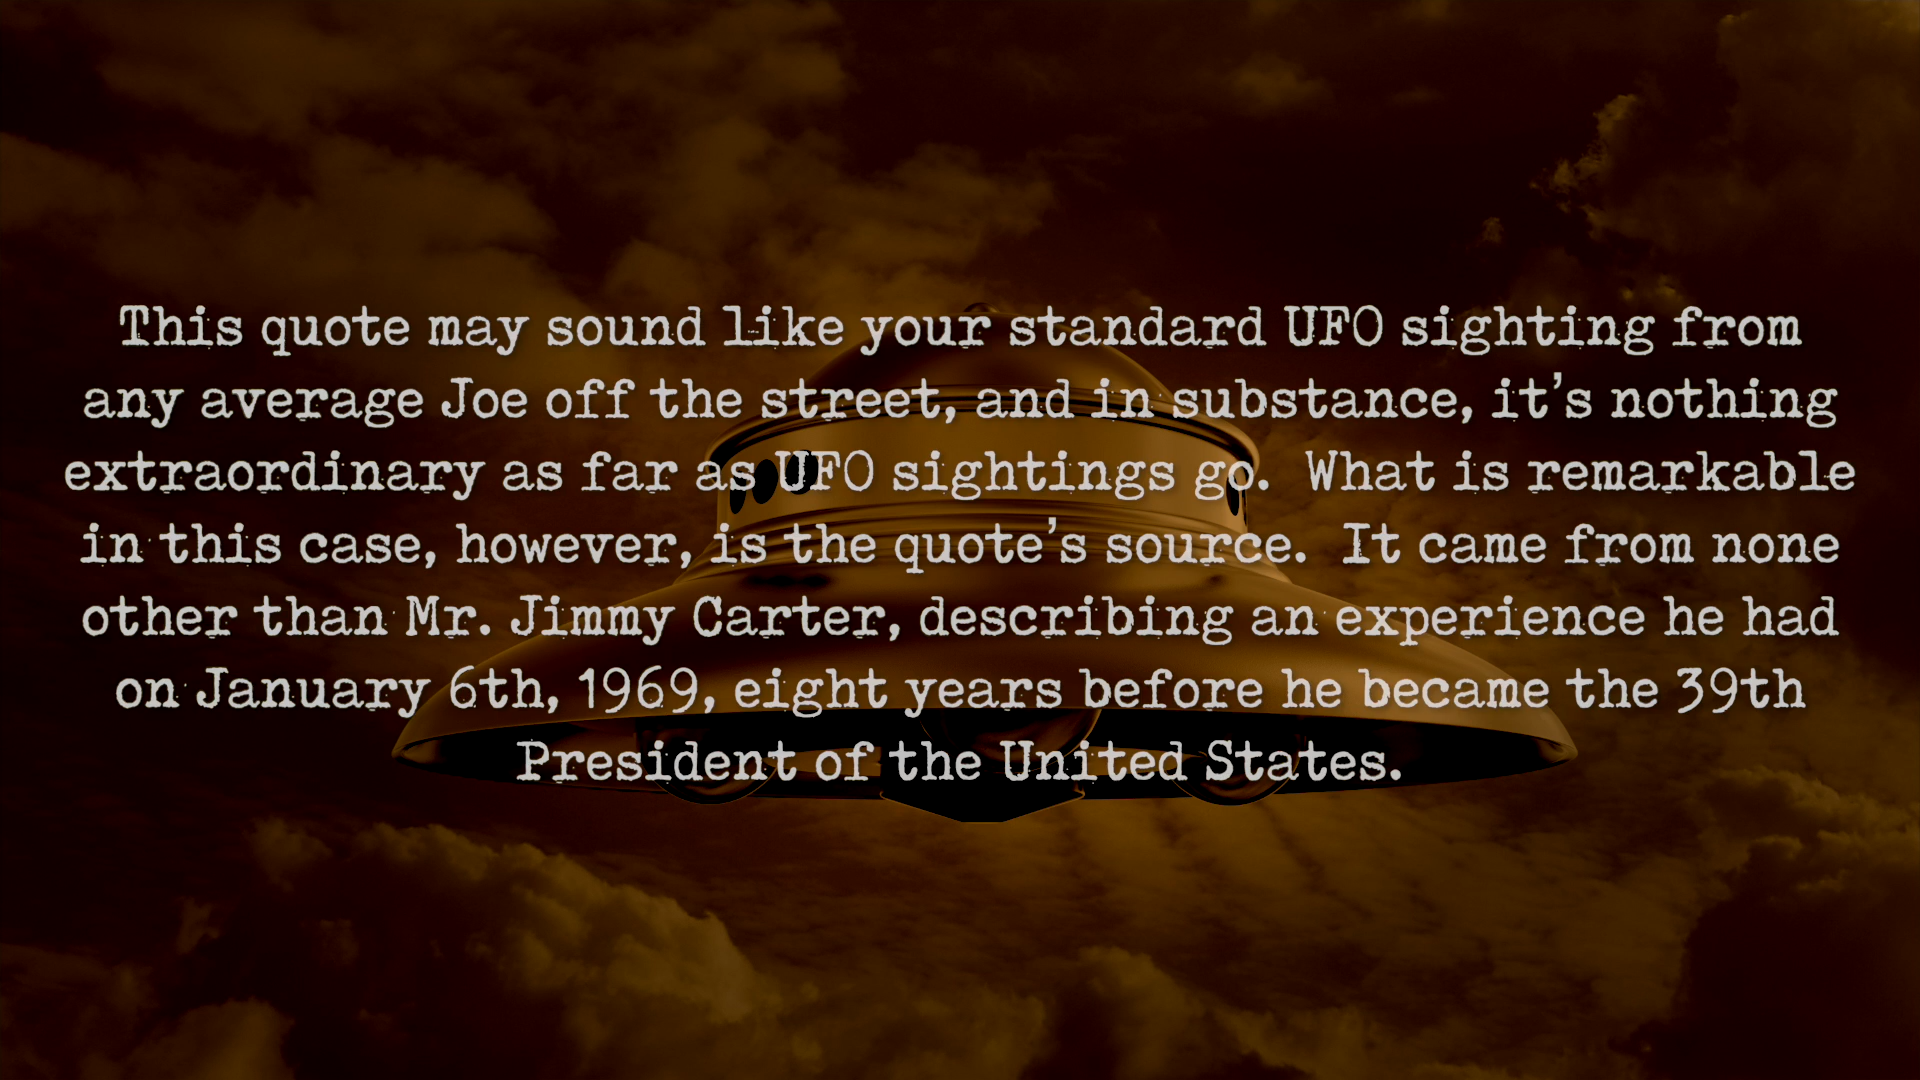 This quote may sound like your standard UFO sighting from
any average Joe off the street, and in substance, it's nothing
extraordinary as far as UFO sightings go.  What is remarkable
in this case, however, is the quote's source.  It came from none
other than Mr. Jimmy Carter, describing an experience he had
on January 6th, 1969, eight years before he became the 39th
President of the United States.